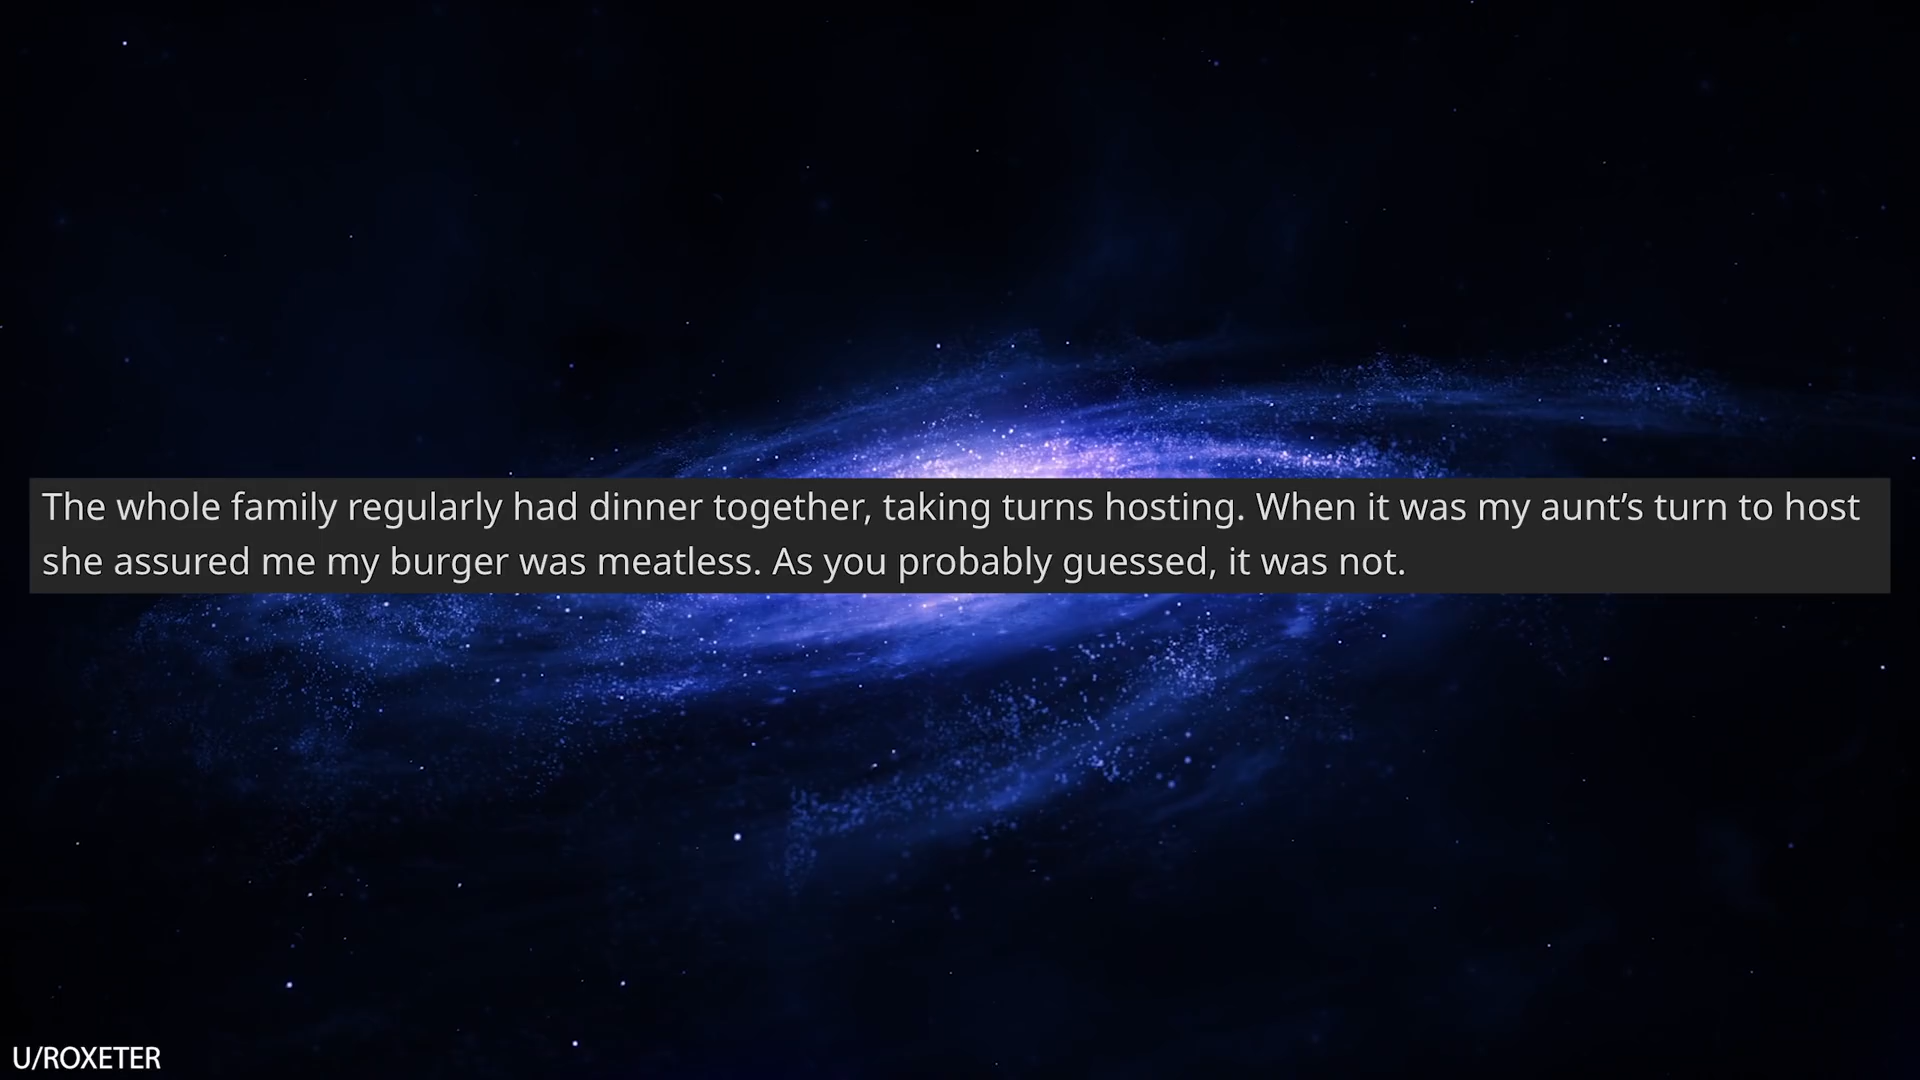 The whole family regularly had dinner together, taking turns hosting. When it was my aunt’s turn to host
she assured me my burger was meatless. As you probably guessed, it was not.
U/ROXETER